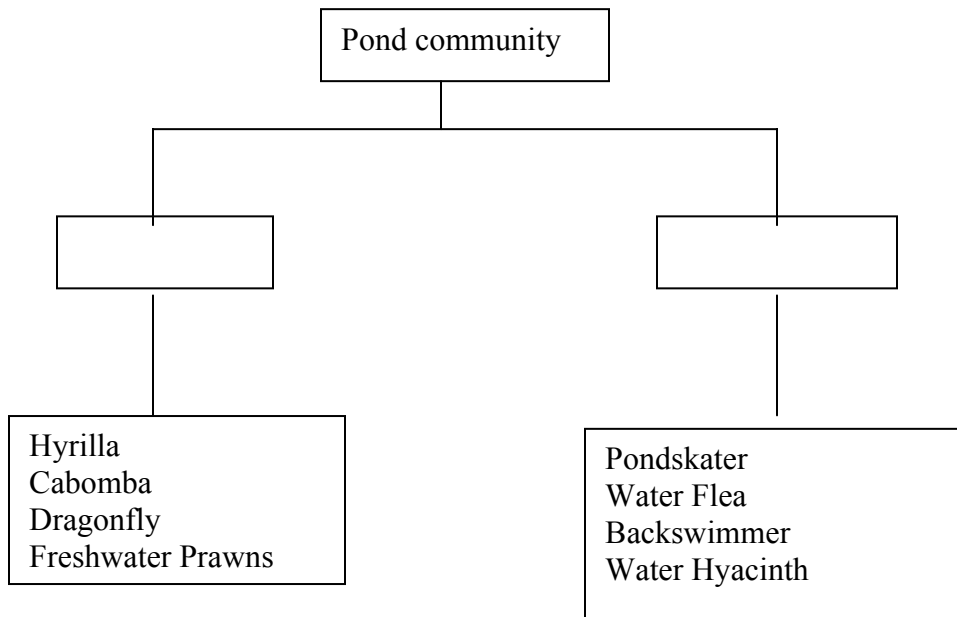 Pond community
Hyrilla
Cabomba
Dragonfly
Freshwater Prawns
Pondskater
Water Flea
Backswimmer
Water Hyacinth